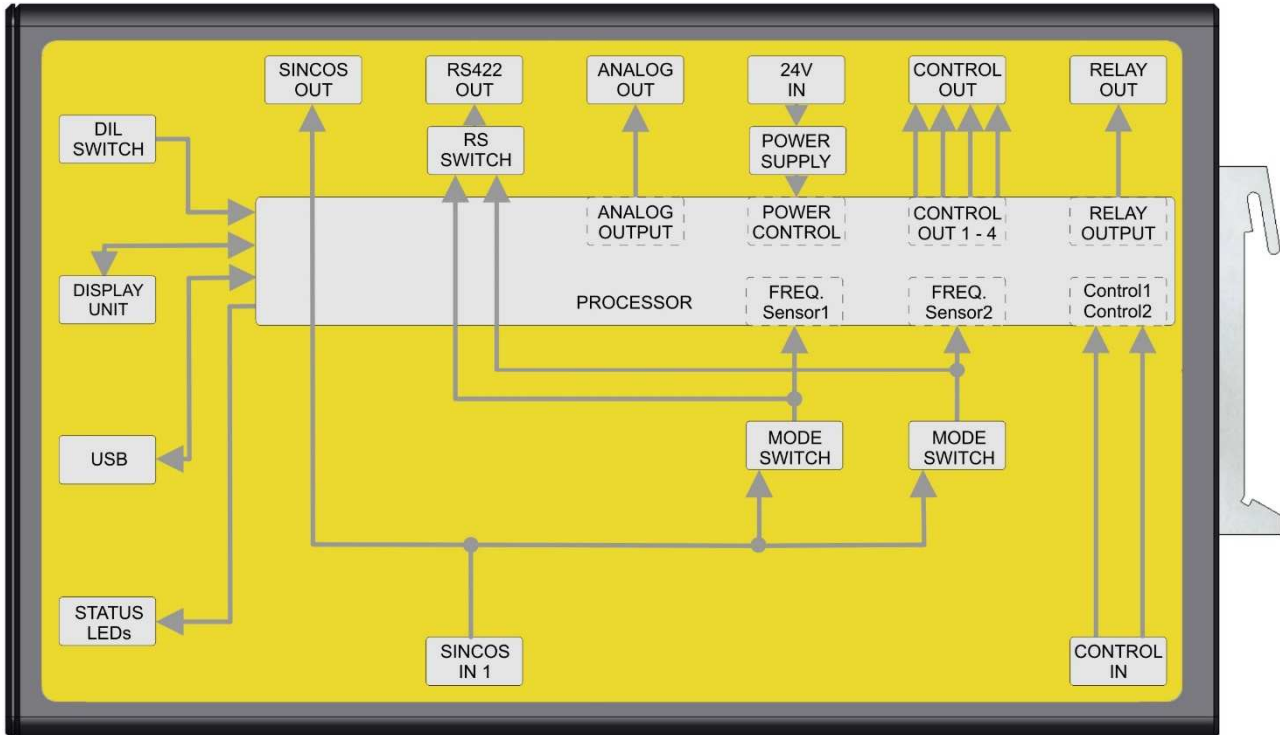 SINCOS
OUT
RS422
OUT
ANALOG
OUT
24V
IN
CONTROL
OUT
RELAY
OUT
DIL
SWITCH
RS
SWITCH
POWER
SUPPLY
ANALOG
OUTPUT
POWER
CONTROL
CONTROL
OUT 1 - 4
RELAY
OUTPUT
DISPLAY
UNIT
PROCESSOR
FREQ.
Sensor1
FREQ.
Sensor2
Control1
Control2
USB
MODE
SWITCH
MODE
SWITCH
STATUS
LEDs
SINCOS
IN 1
CONTROL
IN